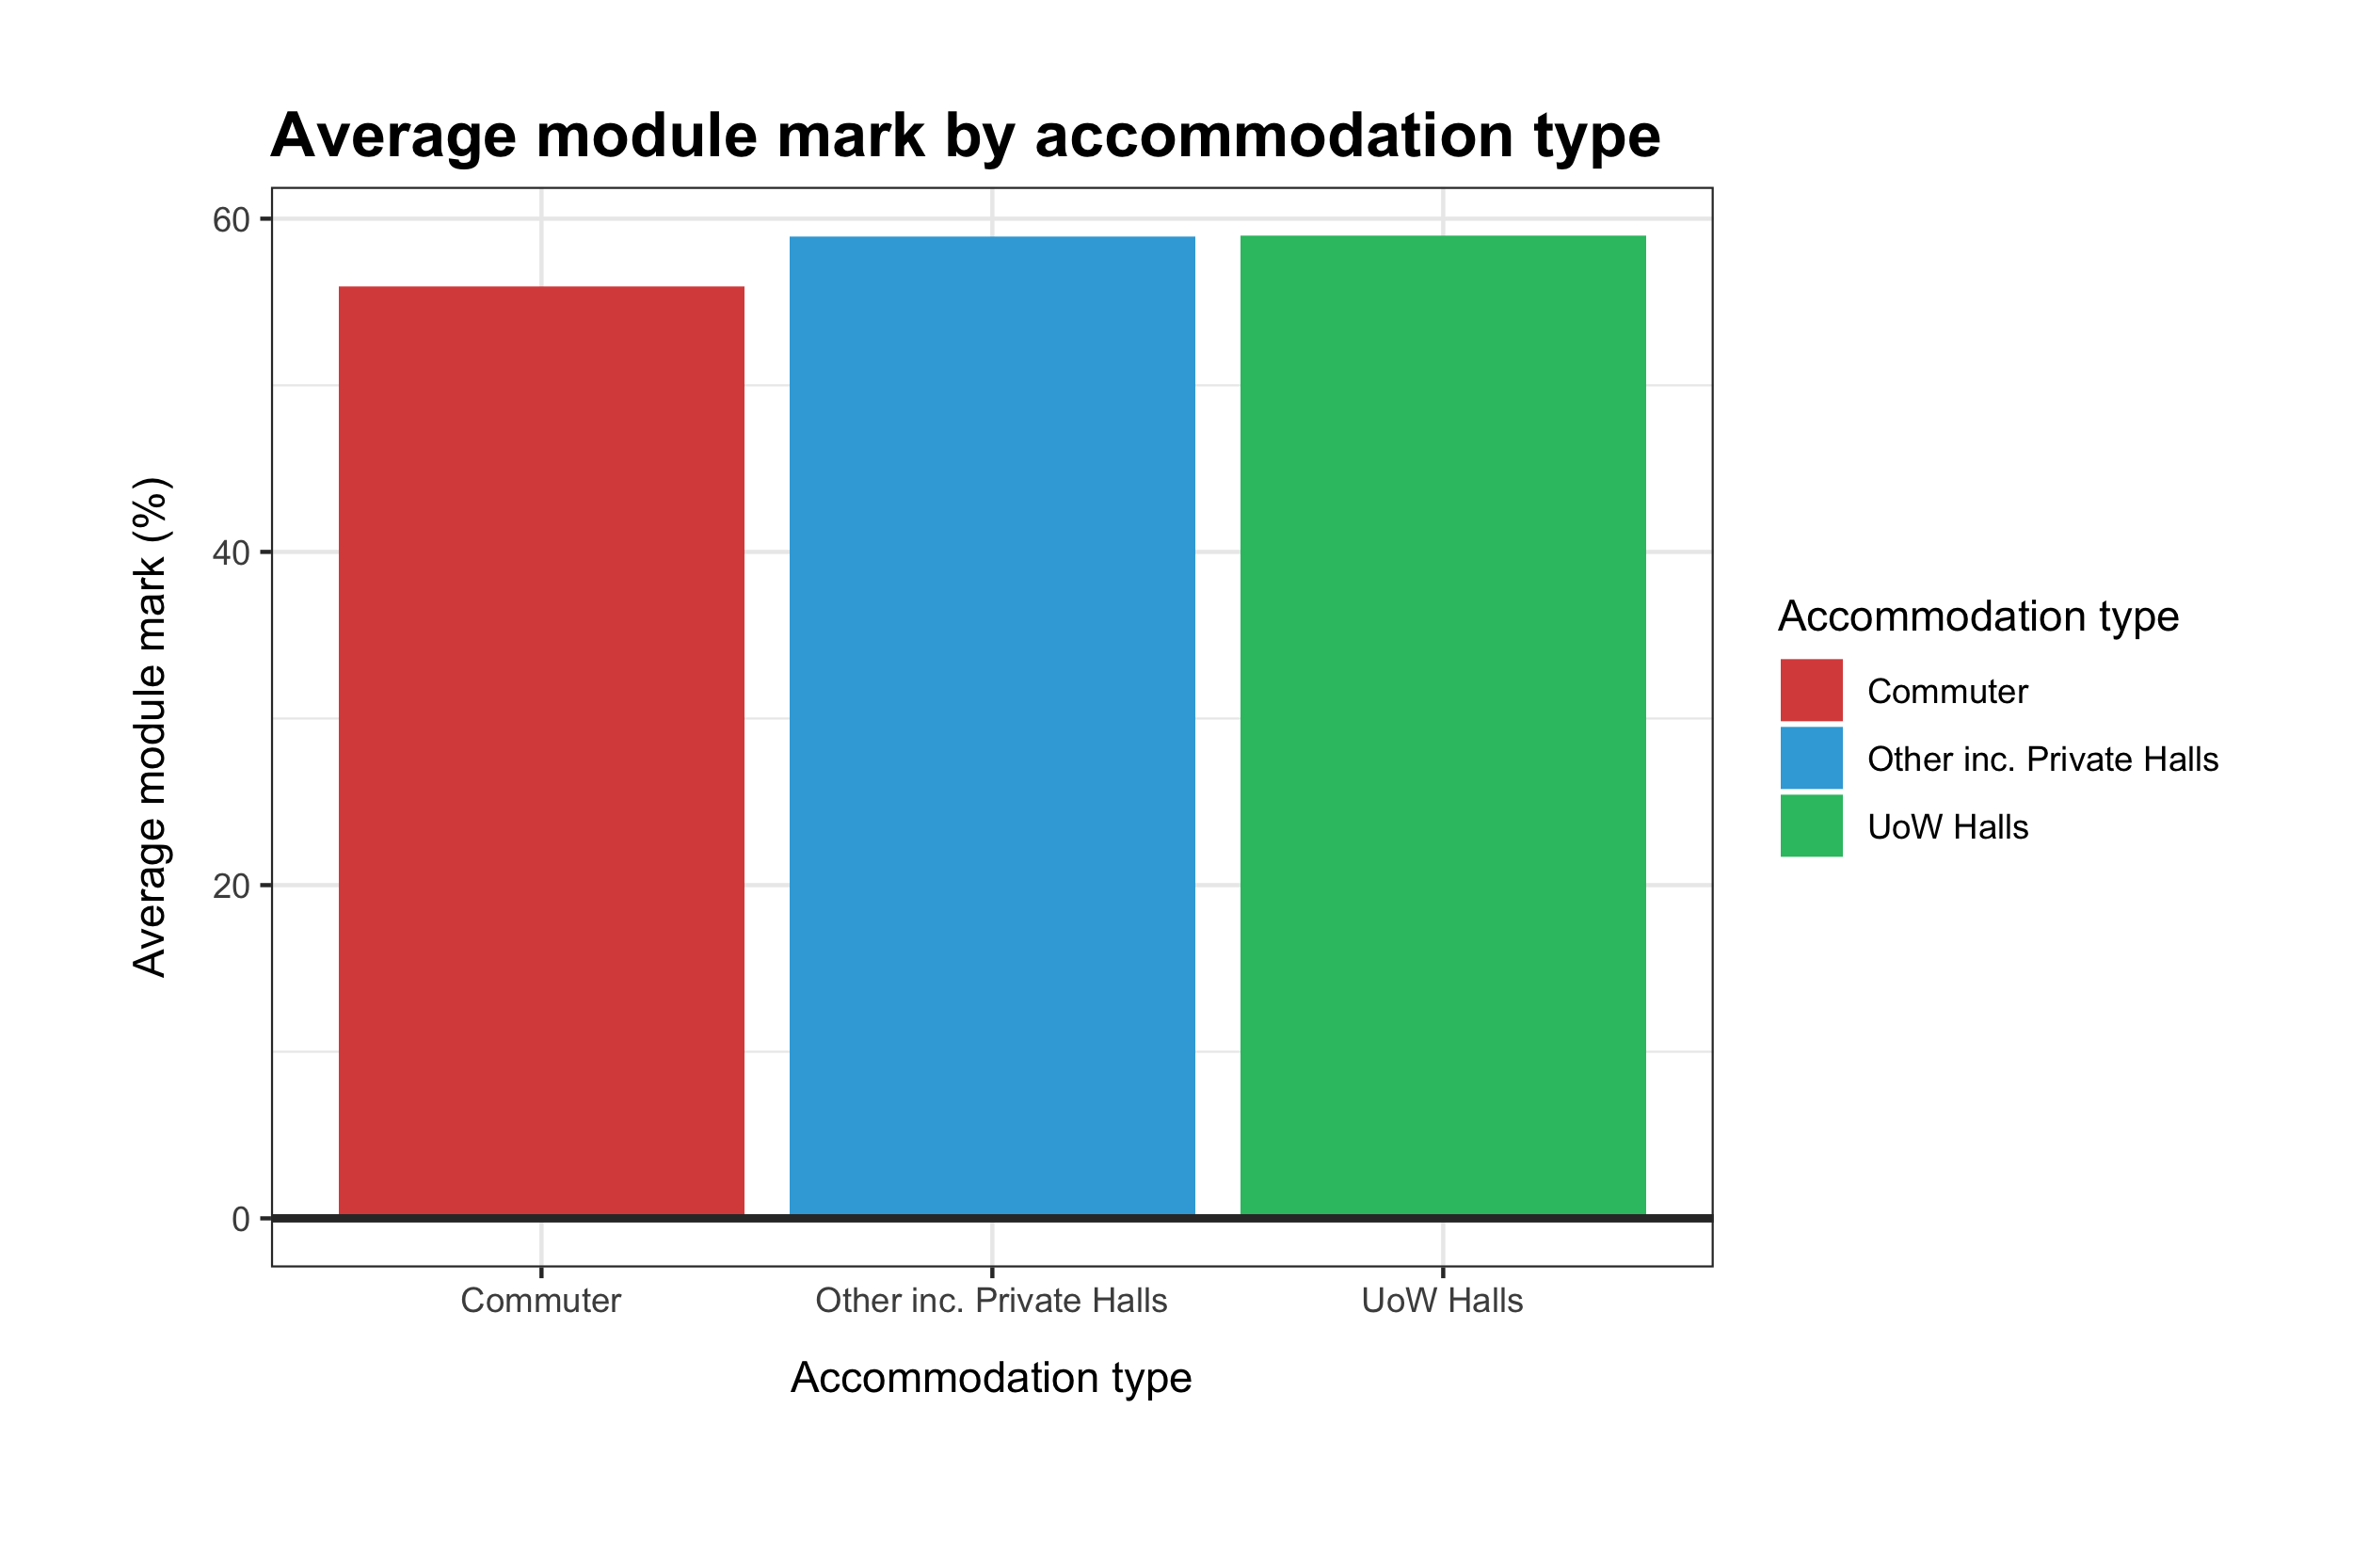 Average module mark by accommodation type
60
40
20
0
Average module mark (%)
Commuter
Other inc. Private Halls
UoW Halls
Accommodation type
Accommodation type
Commuter
Other inc. Private Halls
UoW Halls